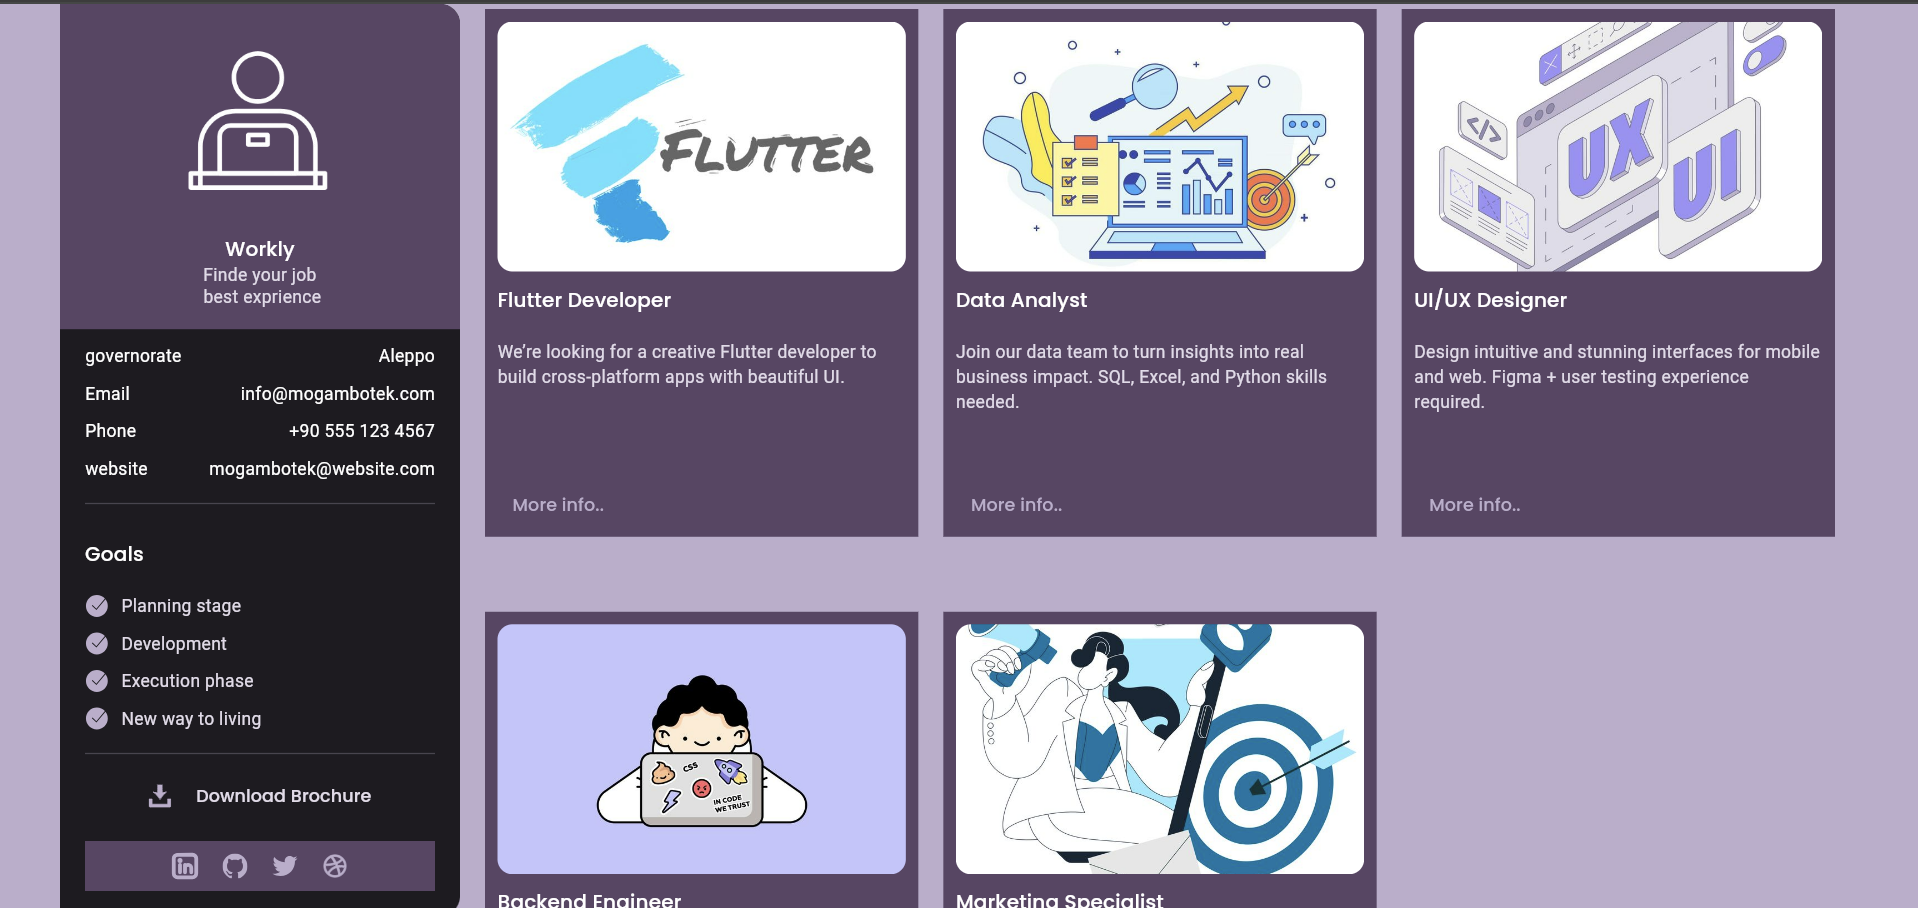 Workly
Finde your job
best exprience
governorate Aleppo
Email info@mogambotek.com
Phone +90 555 123 4567
website mogambotek@website.com
Goals
Planning stage
Development
Execution phase
New way to living
Download Brochure
in
FLUTTER
Flutter Developer
We’re looking for a creative Flutter developer to
build cross-platform apps with beautiful UI.
More info..
Data Analyst
Join our data team to turn insights into real
business impact. SQL, Excel, and Python skills
needed.
More info..
</>
UX
UI
UI/UX Designer
Design intuitive and stunning interfaces for mobile
and web. Figma + user testing experience
required.
More info..
CSS
IN CODE
WE TRUST
Backend Engineer
Marketing Specialist